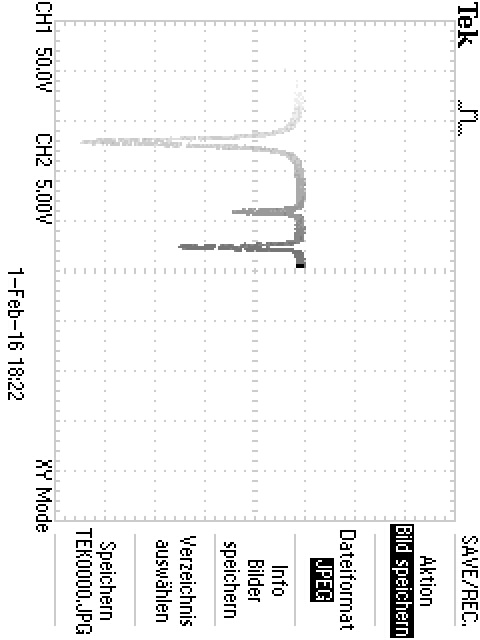 Tek
SAVE/REC.
Aktion
Bild speichern
Dateiformat
JPEG
Info
Bilder
speichern
Verzeichnis
auswählen
Speichern
TEK0000.JPG
CH1 50.0V CH2 5.00V XY Mode
1-Feb-16 18:22